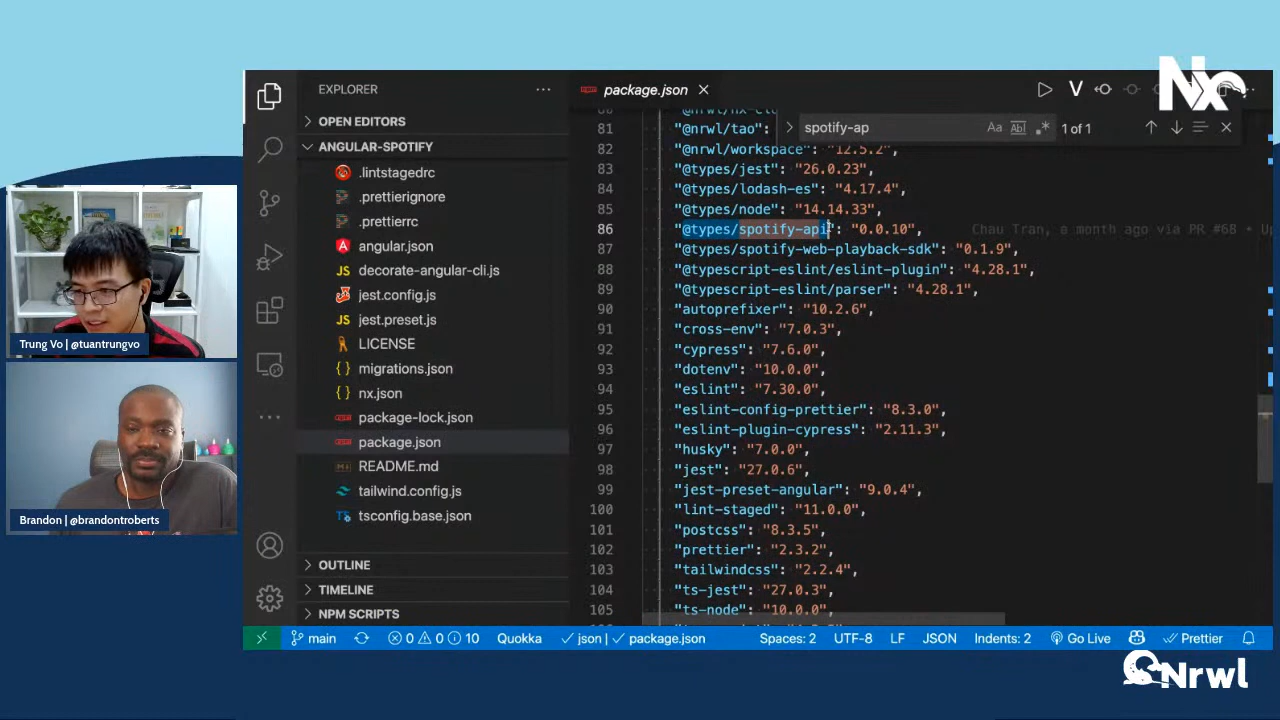 EXPLORER
OPEN EDITORS
ANGULAR-SPOTIFY
.lintstagedrc
.prettierignore
.prettierrc
angular.json
decorate-angular-cli.js
JS
jest.config.js
jest.preset.js
JS
LICENSE
migrations.json
{}
nx.json
{}
package-lock.json
package.json
README.md
tailwind.config.js
tsconfig.base.json
OUTLINE
TIMELINE
NPM SCRIPTS
package.json
Nx
spotify-ap
Aa Abl .* 1 of 1
81 "@nrwl/tao":
82 "@nrwl/workspace": "12.5.2",
83 "@types/jest": "26.0.23",
84 "@types/lodash-es": "4.17.4",
85 "@types/node": "14.14.33",
86 "@types/spotify-api": "0.0.10", Chau Tran, a month ago via PR #68 •
87 "@types/spotify-web-playback-sdk": "0.1.9",
88 "@typescript-eslint/eslint-plugin": "4.28.1",
89 "@typescript-eslint/parser": "4.28.1",
90 "autoprefixer": "10.2.6",
91 "cross-env": "7.0.3",
92 "cypress": "7.6.0",
93 "dotenv": "10.0.0",
94 "eslint": "7.30.0",
95 "eslint-config-prettier": "8.3.0",
96 "eslint-plugin-cypress": "2.11.3",
97 "husky": "7.0.0",
98 "jest": "27.0.6",
99 "jest-preset-angular": "9.0.4",
100 "lint-staged": "11.0.0",
101 "postcss": "8.3.5",
102 "prettier": "2.3.2",
103 "tailwindcss": "2.2.4",
104 "ts-jest": "27.0.3",
105 "ts-node": "10.0.0",
main 0 0 10 Quokka ✓ json | ✓ package.json Spaces: 2 UTF-8 LF JSON Indents: 2 Go Live Prettier
Trung Vo | @tuantrungvo
Brandon | @brandontroberts
Nrwl